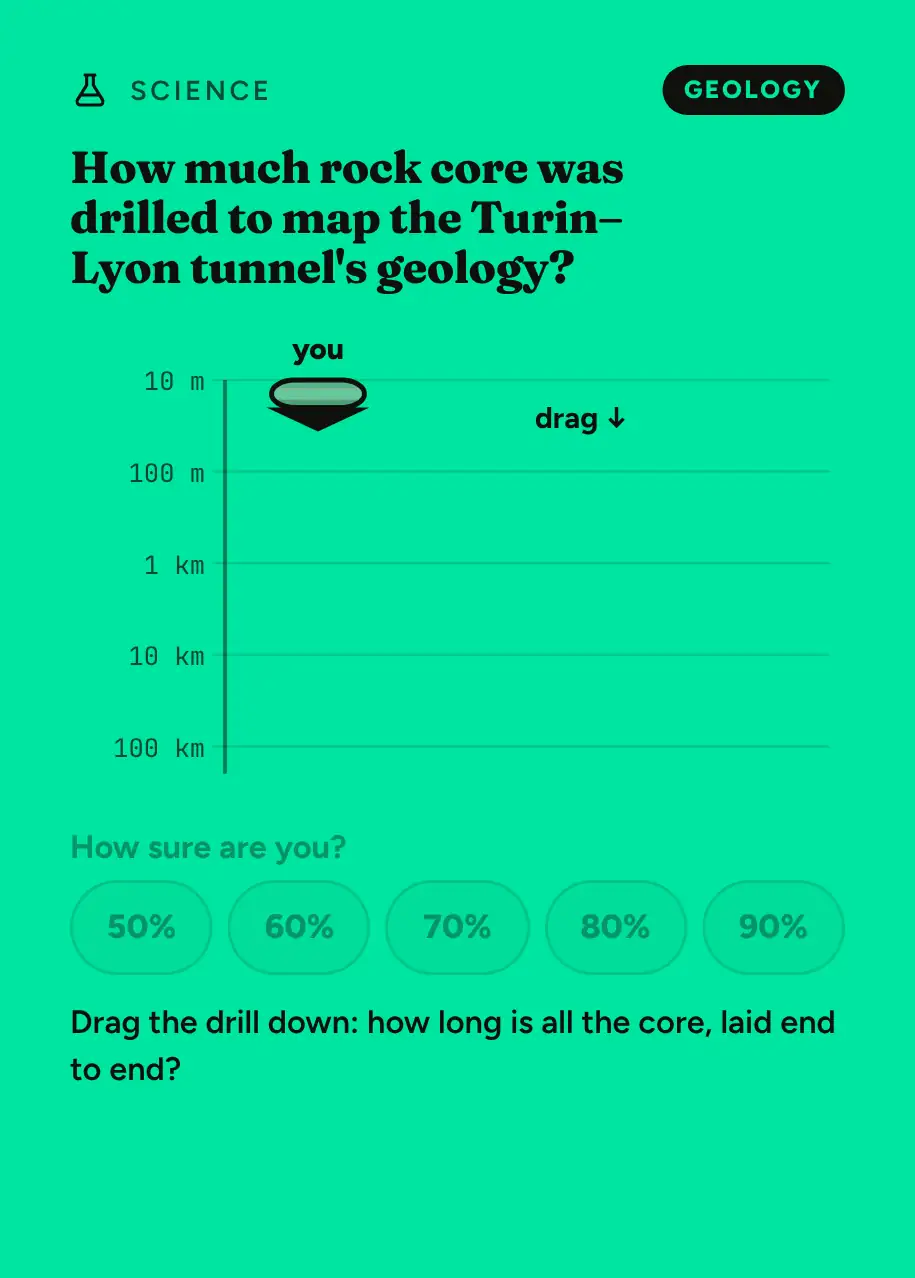 SCIENCE
GEOLOGY
How much rock core was
drilled to map the Turin–
Lyon tunnel's geology?
you
10 m
drag ↓
100 m
1 km
10 km
100 km
How sure are you?
50% 60% 70% 80% 90%
Drag the drill down: how long is all the core, laid end
to end?